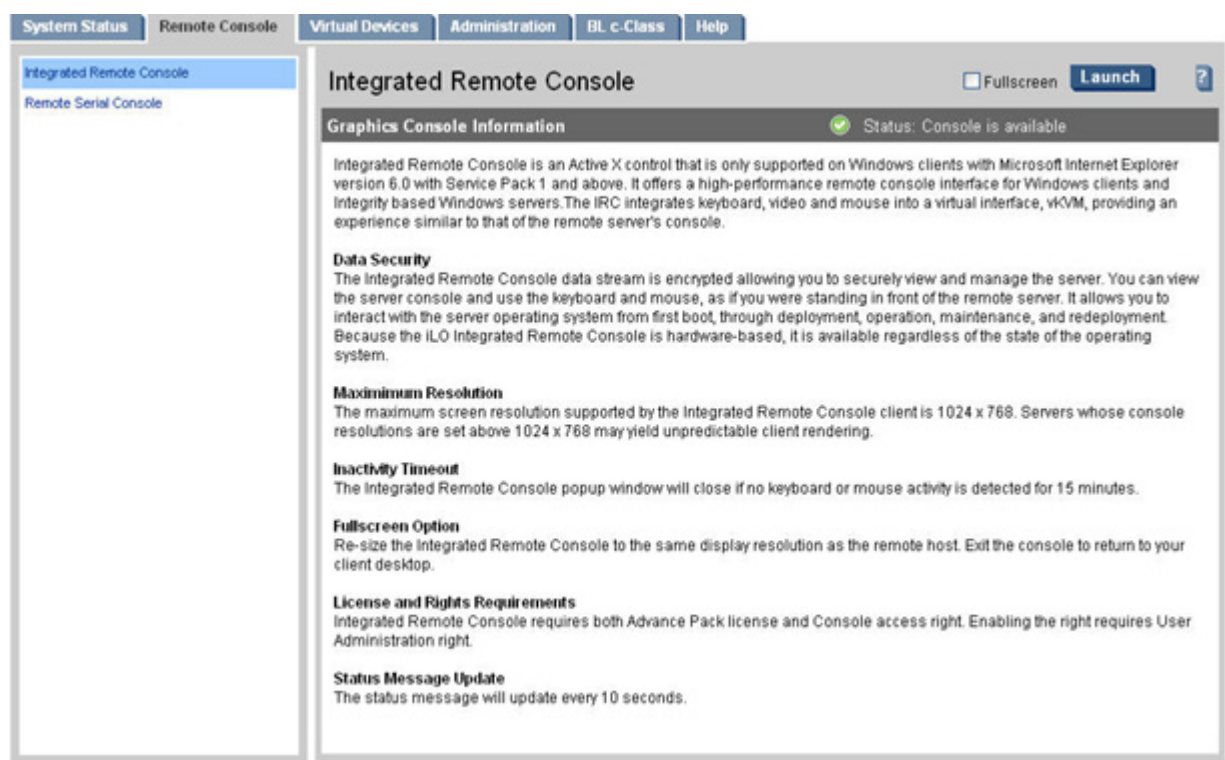 System Status Remote Console Virtual Devices Administration BL c-Class Help
Integrated Remote Console
Remote Serial Console
Integrated Remote Console
Fullscreen Launch ?
Graphics Console Information Status: Console is available
Integrated Remote Console is an Active X control that is only supported on Windows clients with Microsoft Internet Explorer
version 6.0 with Service Pack 1 and above. It offers a high-performance remote console interface for Windows clients and
Integrity based Windows servers.The IRC integrates keyboard, video and mouse into a virtual interface, vKVM, providing an
experience similar to that of the remote server's console.
Data Security
The Integrated Remote Console data stream is encrypted allowing you to securely view and manage the server. You can view
the server console and use the keyboard and mouse, as if you were standing in front of the remote server. It allows you to
interact with the server operating system from first boot, through deployment, operation, maintenance, and redeployment.
Because the iLO Integrated Remote Console is hardware-based, it is available regardless of the state of the operating
system.
Maximimum Resolution
The maximum screen resolution supported by the Integrated Remote Console client is 1024 x 768. Servers whose console
resolutions are set above 1024 x 768 may yield unpredictable client rendering.
Inactivity Timeout
The Integrated Remote Console popup window will close if no keyboard or mouse activity is detected for 15 minutes.
Fullscreen Option
Re-size the Integrated Remote Console to the same display resolution as the remote host. Exit the console to return to your
client desktop.
License and Rights Requirements
Integrated Remote Console requires both Advance Pack license and Console access right. Enabling the right requires User
Administration right.
Status Message Update
The status message will update every 10 seconds.